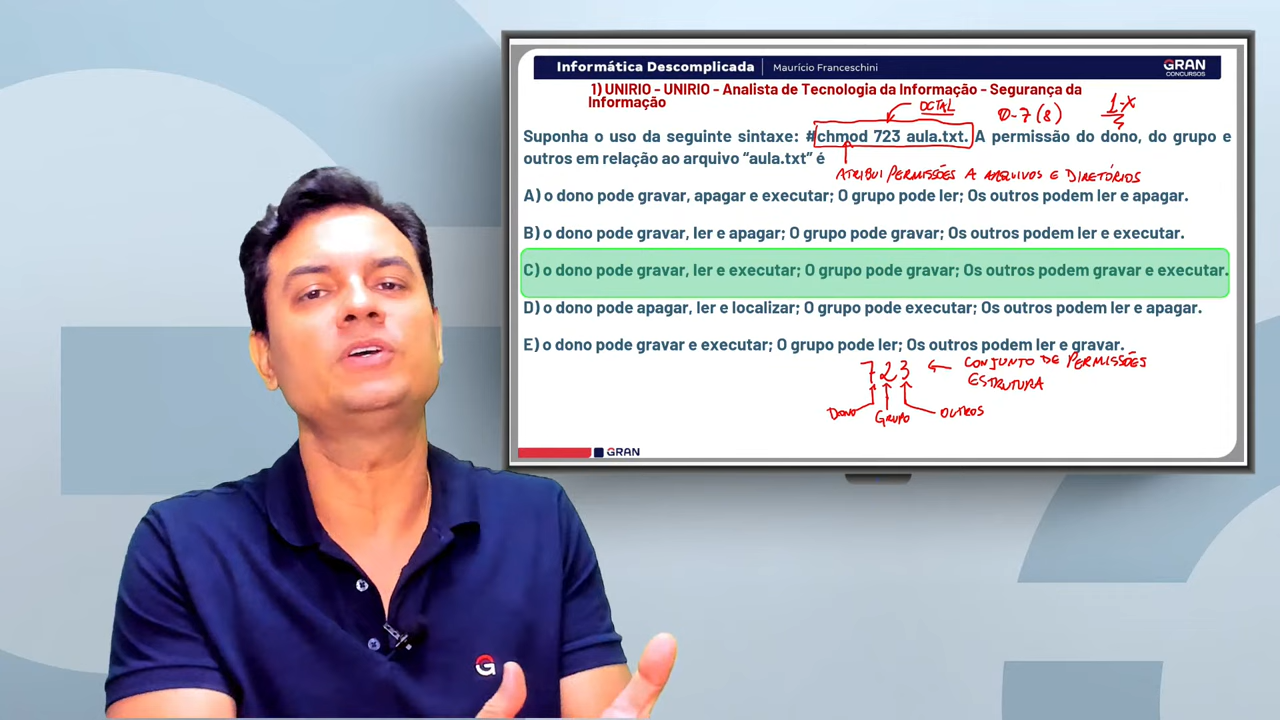 Informática Descomplicada Maurício Franceschini GRAN CONCURSOS
1) UNIRIO - UNIRIO - Analista de Tecnologia da Informação - Segurança da
Informação
OCTAL 0-7 (8) 1-X
Suponha o uso da seguinte sintaxe: #chmod 723 aula.txt. A permissão do dono, do grupo e
outros em relação ao arquivo “aula.txt” é
ATRIBUI PERMISSÕES A ARQUIVOS E DIRETÓRIOS
A) o dono pode gravar, apagar e executar; O grupo pode ler; Os outros podem ler e apagar.
B) o dono pode gravar, ler e apagar; O grupo pode gravar; Os outros podem ler e executar.
C) o dono pode gravar, ler e executar; O grupo pode gravar; Os outros podem gravar e executar.
D) o dono pode apagar, ler e localizar; O grupo pode executar; Os outros podem ler e apagar.
E) o dono pode gravar e executar; O grupo pode ler; Os outros podem ler e gravar.
723 CONJUNTO DE PERMISSÕES
ESTRUTURA
DONO GRUPO OUTROS
GRAN